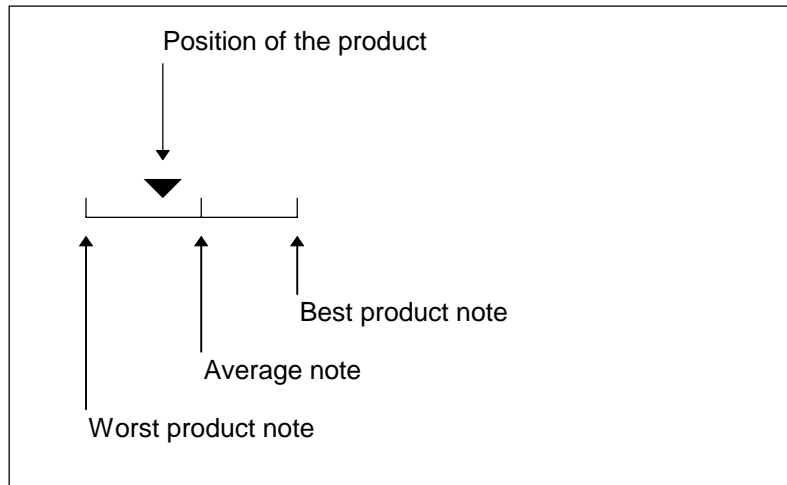 Position of the product
Best product note
Average note
Worst product note